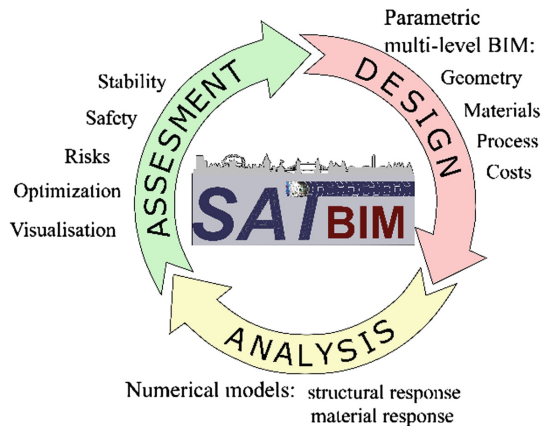 Parametric
multi-level BIM:
DESIGN
Geometry
Materials
Process
Costs
ASSESMENT
Stability
Safety
Risks
Optimization
Visualisation
SAT BIM
ANALYSIS
Numerical models: structural response
material response